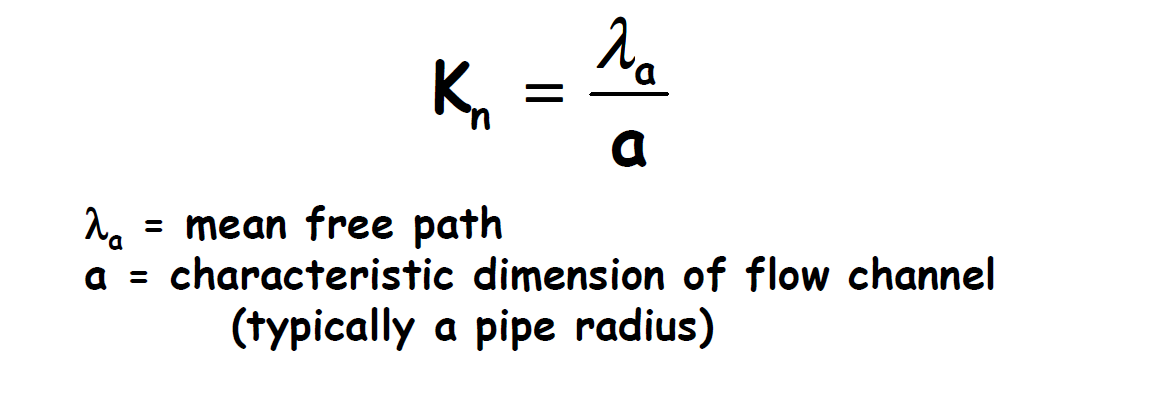 Kₙ = λₐ / a
λₐ = mean free path
a = characteristic dimension of flow channel
(typically a pipe radius)